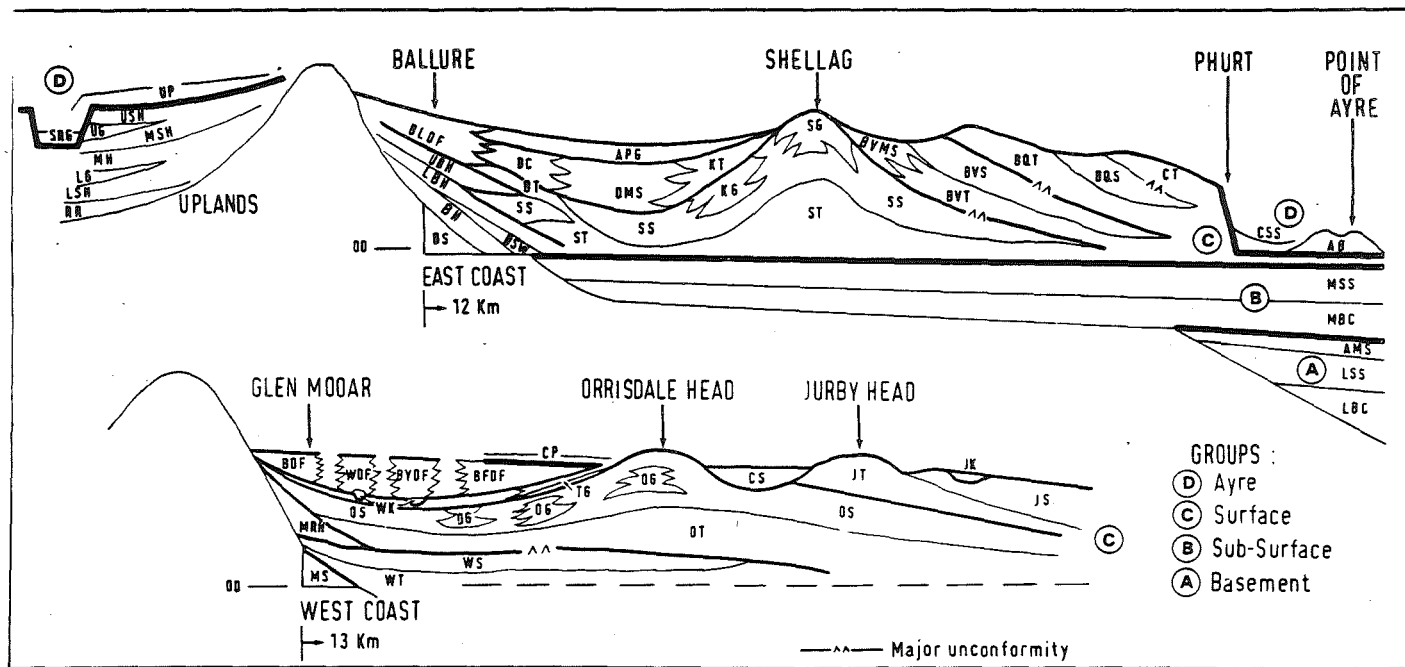 BALLURE
SHELLAG
PHURT
POINT
OF
AYRE
D
UP
USH
SRG
UG
MSH
MH
LG
LSH
RR
UPLANDS
BLDF
UBH
LBH
BH
BSW
BS
BC
BT
SS
ST
APG
DMS
SS
KT
KG
SG
ST
BVMS
SS
BVS
BVT
^^
BQT
BQS
^^
CT
D
C
CSS
AB
OD
EAST COAST
12 Km
MSS
B
MBC
AMS
A
LSS
LBC
GLEN MOOAR
ORRISDALE HEAD
JURBY HEAD
BDF
WDF
BYDF
BFDF
CP
TG
OS
WK
OG
OG
OG
CS
JT
JK
JS
OS
OT
MRH
^^
WS
WT
MS
C
OD
WEST COAST
13 Km
GROUPS :
D Ayre
C Surface
B Sub-Surface
A Basement
—^^— Major unconformity